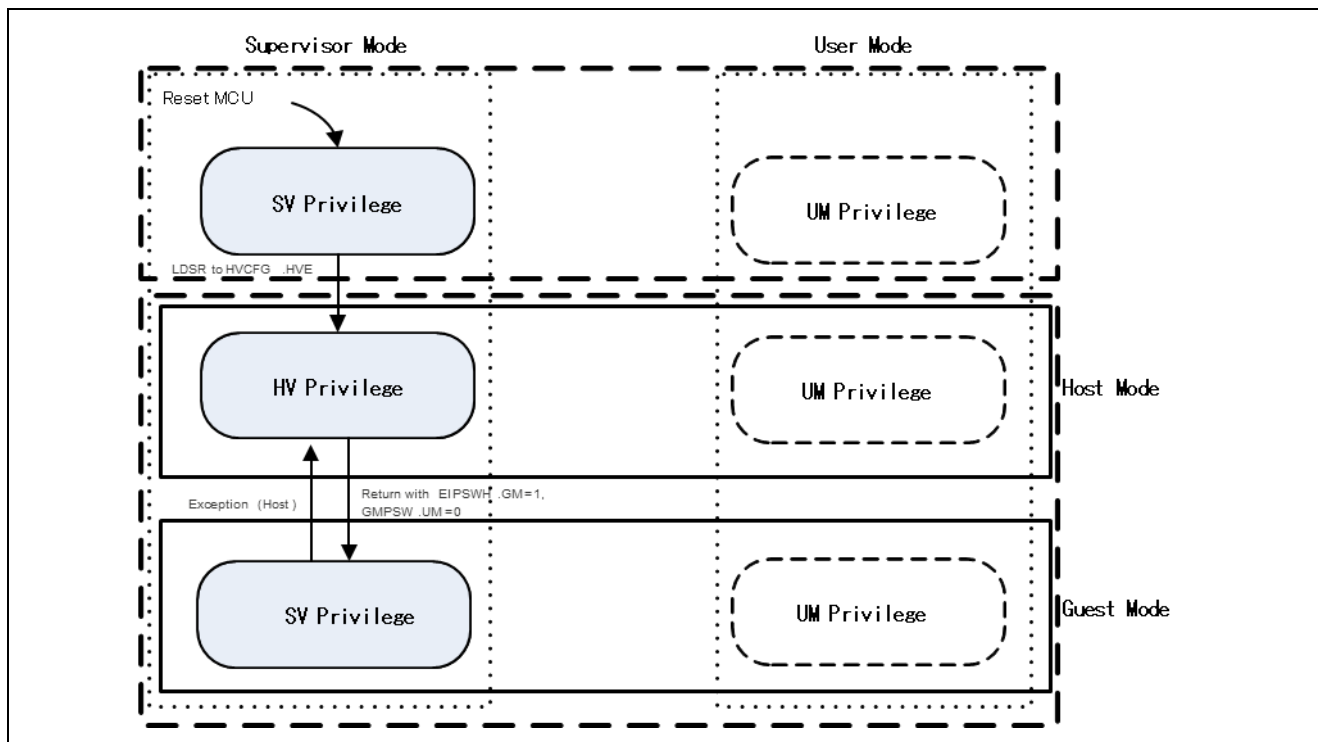 Supervisor Mode
User Mode
Reset MCU
SV Privilege
UM Privilege
LDSR to HVCFG .HVE
HV Privilege
UM Privilege
Host Mode
Exception (Host)
Return with EIPSWH .GM=1,
GMPSW .UM=0
SV Privilege
UM Privilege
Guest Mode